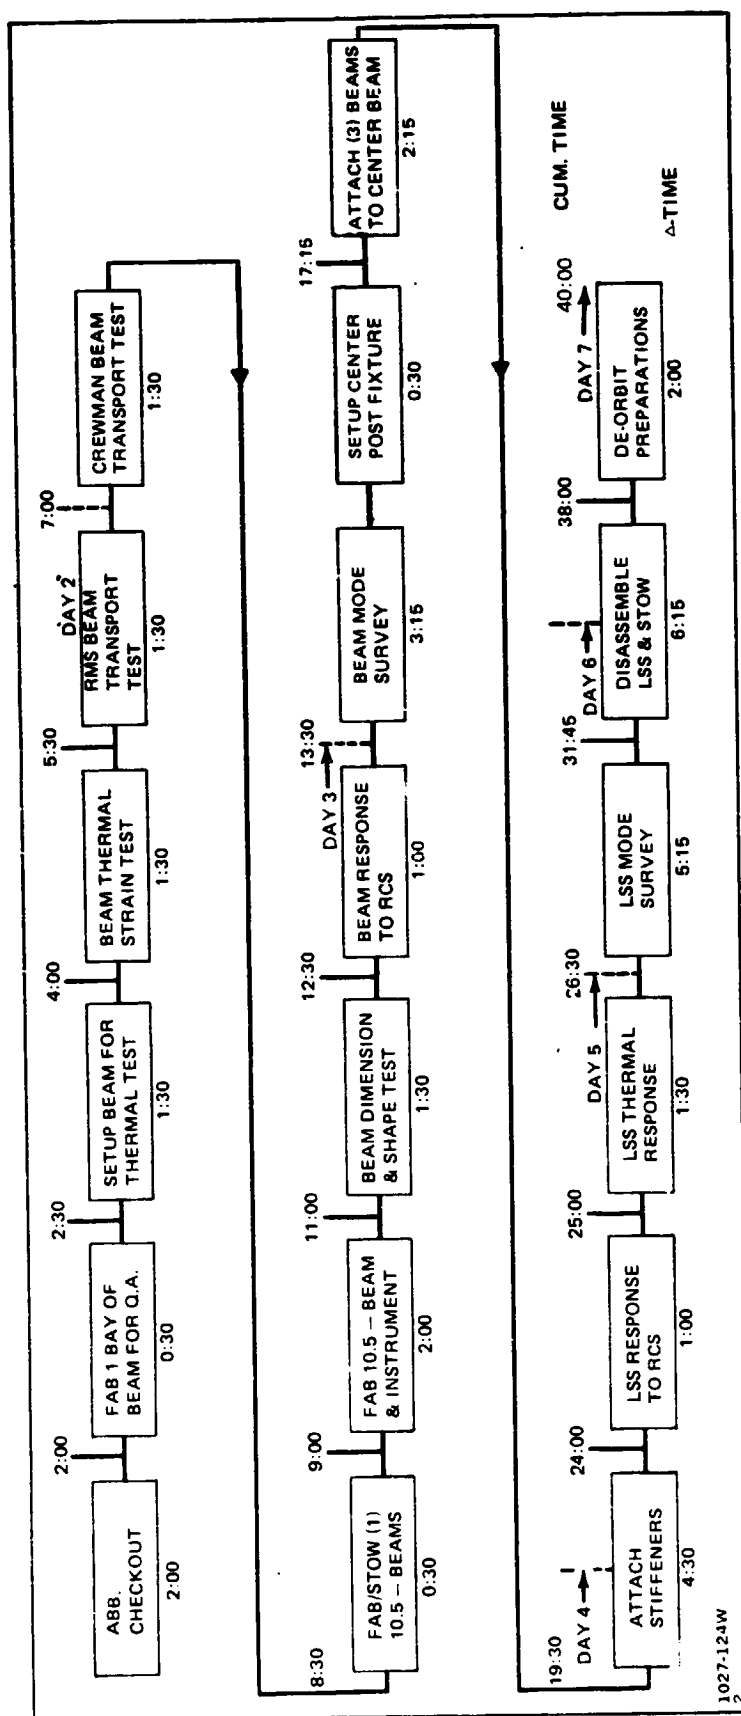 2:00
2:30
4:00
5:30
DAY 2
7:00
ABB.
CHECKOUT
2:00
FAB 1 BAY OF
BEAM FOR Q.A.
0:30
SETUP BEAM FOR
THERMAL TEST
1:30
BEAM THERMAL
STRAIN TEST
1:30
RMS BEAM
TRANSPORT
TEST
1:30
CREWMAN BEAM
TRANSPORT TEST
1:30
8:30
9:00
11:00
12:30
DAY 3
13:30
17:15
FAB/STOW (1)
10.5 – BEAMS
0:30
FAB 10.5 – BEAM
& INSTRUMENT
2:00
BEAM DIMENSION
& SHAPE TEST
1:30
BEAM RESPONSE
TO RCS
1:00
BEAM MODE
SURVEY
3:15
SETUP CENTER
POST FIXTURE
0:30
ATTACH (3) BEAMS
TO CENTER BEAM
2:15
19:30
DAY 4
24:00
25:00
DAY 5
26:30
31:45
DAY 6
38:00
DAY 7
40:00
CUM. TIME
ATTACH
STIFFENERS
4:30
LSS RESPONSE
TO RCS
1:00
LSS THERMAL
RESPONSE
1:30
LSS MODE
SURVEY
5:15
DISASSEMBLE
LSS & STOW
6:15
DE-ORBIT
PREPARATIONS
2:00
Δ-TIME
1027-124W
2